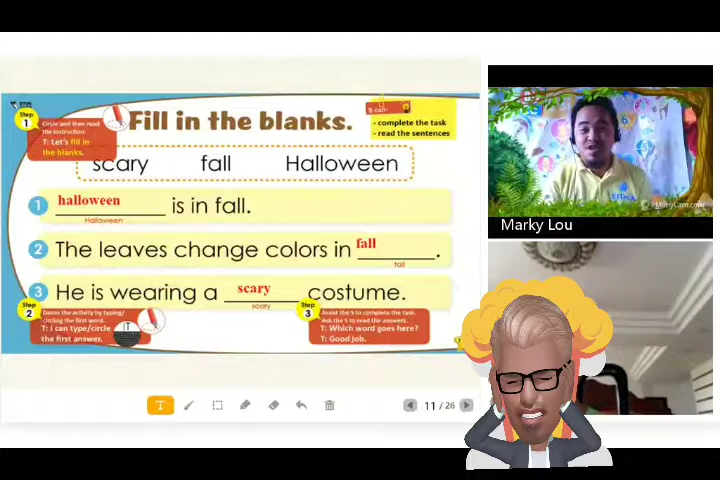 Step
1
Circle and then read
the instruction.
T: Let's fill in
the blanks.
Fill in the blanks.
I can:
- complete the task
- read the sentences
scary fall Halloween
1 halloween is in fall.
Halloween
2 The leaves change colors in fall .
fall
3 He is wearing a scary costume.
scary
Step
2
Demo the activity by typing/
circling the first word.
T: I can type/circle
the first answer.
Step
3
Assist the S to complete the task.
Ask the S to read the answers.
T: Which word goes here?
T: Good job.
T
11 / 26
ManyCam.com
Marky Lou